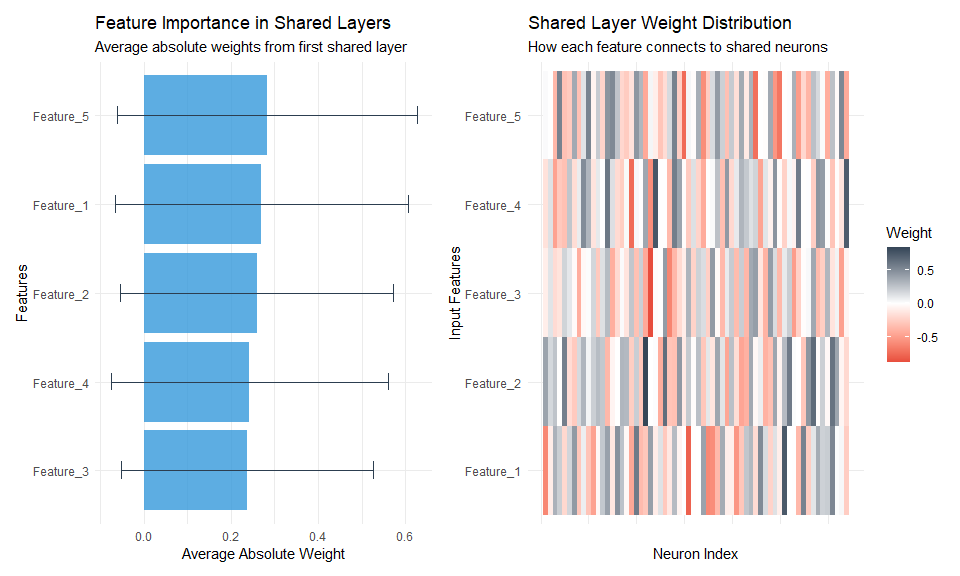 Feature Importance in Shared Layers
Average absolute weights from first shared layer
Features
Feature_5
Feature_1
Feature_2
Feature_4
Feature_3
0.0
0.2
0.4
0.6
Average Absolute Weight
Shared Layer Weight Distribution
How each feature connects to shared neurons
Input Features
Feature_5
Feature_4
Feature_3
Feature_2
Feature_1
Neuron Index
Weight
0.5
0.0
-0.5